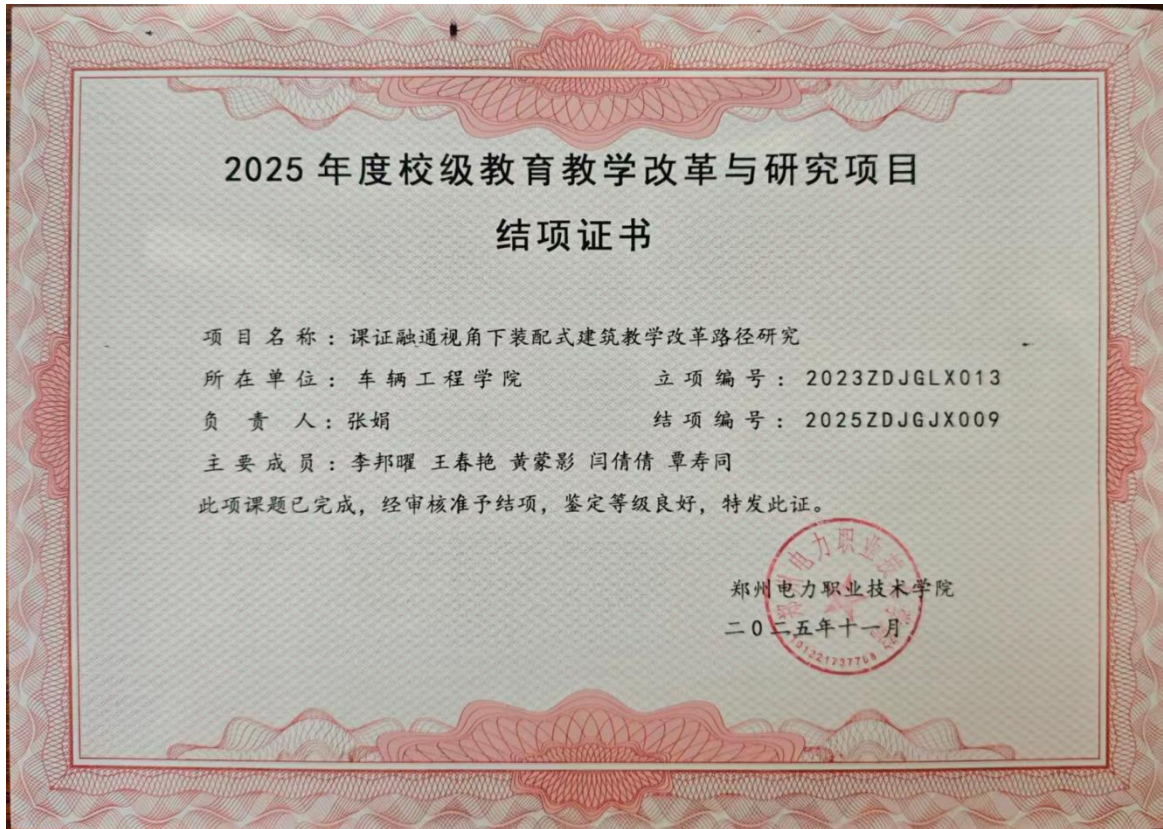 2025年度校级教育教学改革与研究项目
结项证书
项目名称：课证融通视角下装配式建筑教学改革路径研究
所在单位：车辆工程学院 立项编号：2023ZDJGLX013
负责人：张娟 结项编号：2025ZDJGJX009
主要成员：李邦曜 王春艳 黄蒙影 闫倩倩 覃寿同
此项课题已完成，经审核准予结项，鉴定等级良好，特发此证。
郑州电力职业技术学院
二0二五年十一月